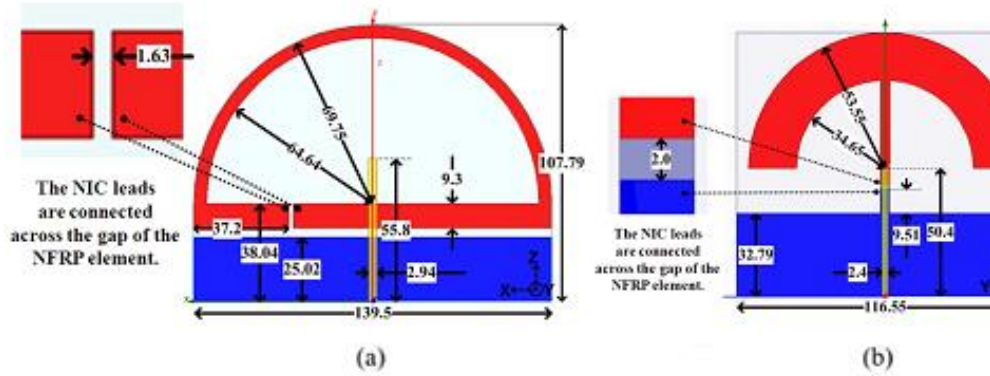 1.63
The NIC leads
are connected
across the gap of the
NFRP element.
69.75
64.64
107.79
9.3
37.2
38.04
25.02
55.8
2.94
Z
X
Y
139.5
(a)
2.0
The NIC leads
are connected
across the gap of the
NFRP element.
53.55
34.65
32.79
9.51
50.4
2.4
Y
116.55
(b)